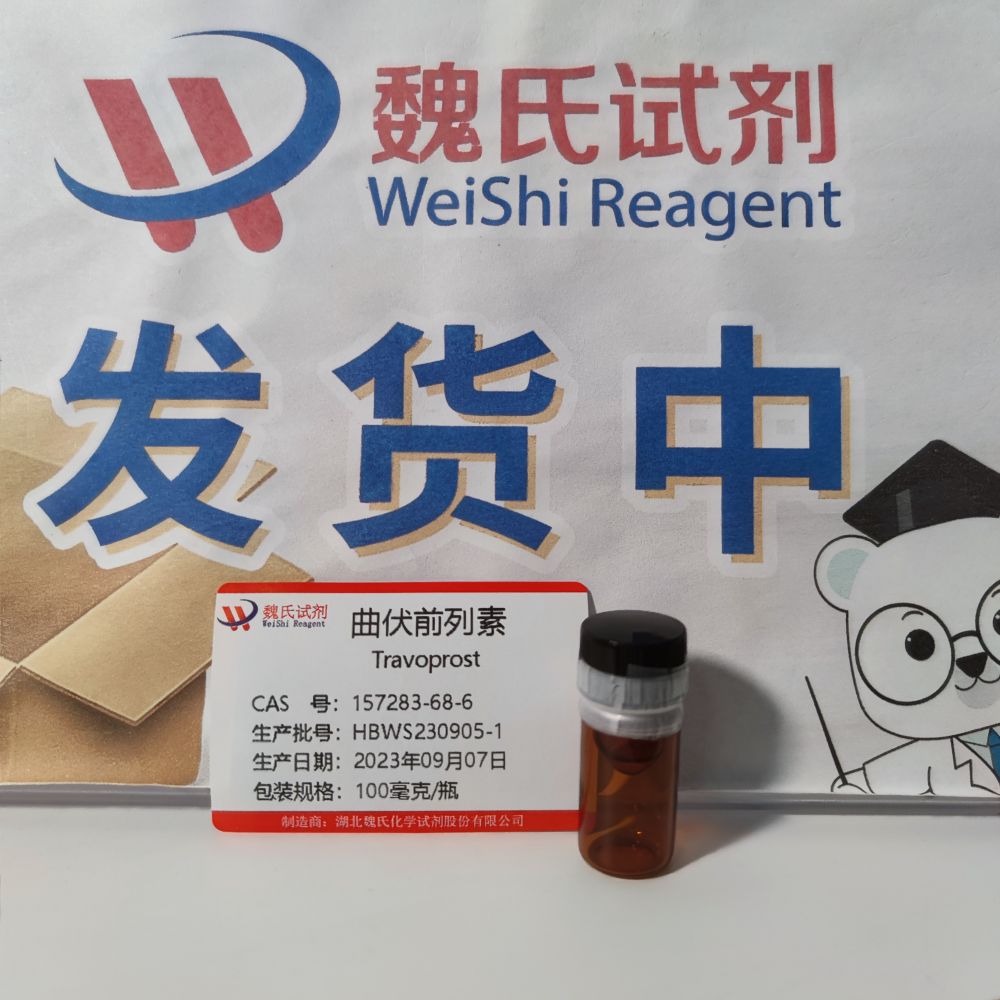 魏氏试剂
WeiShi Reagent
发货中
魏氏试剂
WeiShi Reagent
曲伏前列素
Travoprost
CAS 号：157283-68-6
生产批号：HBWS230905-1
生产日期：2023年09月07日
包装规格：100毫克/瓶
制造商：湖北魏氏化学试剂股份有限公司